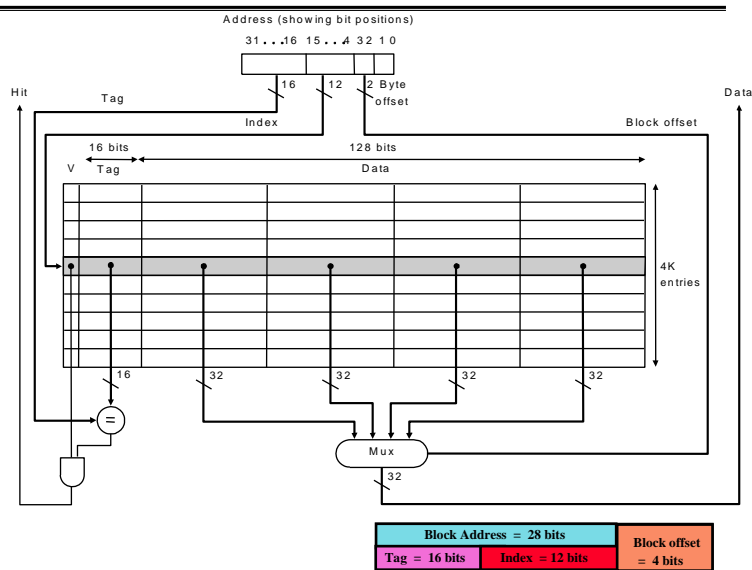 Address (showing bit positions)
31...16 15...4 32 1 0
16 12 2 Byte offset
Hit
Tag
Data
Index
Block offset
16 bits 128 bits
V Tag Data
4K entries
16 32 32 32 32
=
Mux
32
Block Address = 28 bits
Block offset = 4 bits
Tag = 16 bits Index = 12 bits